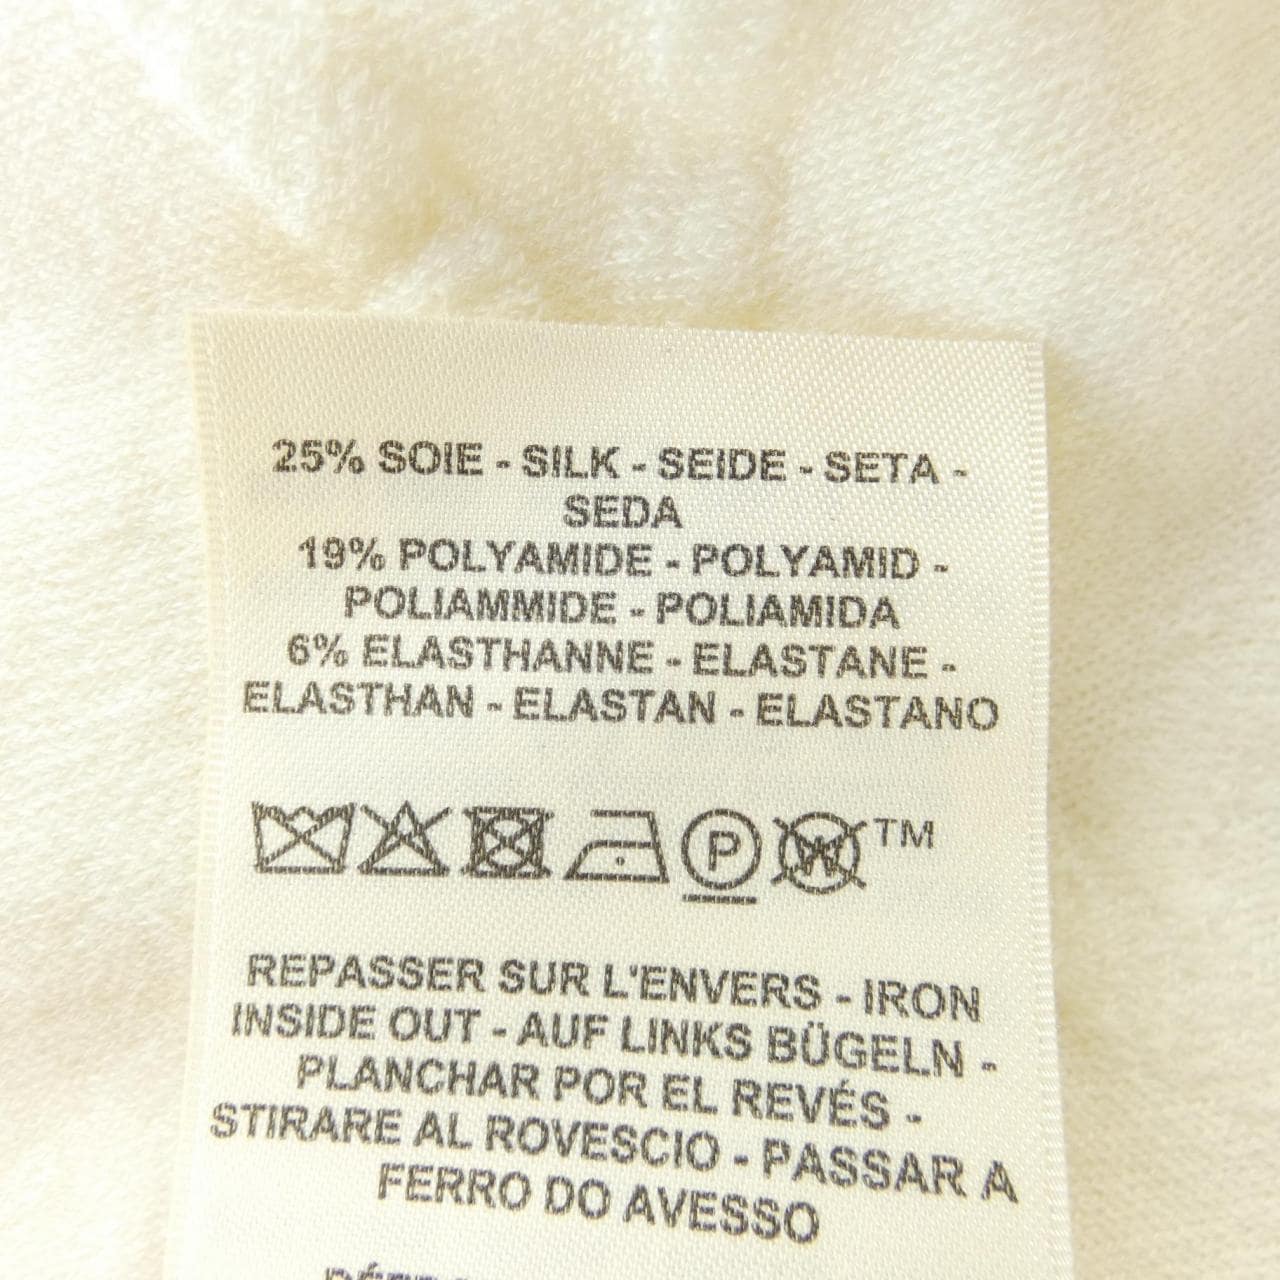 25% SOIE - SILK - SEIDE - SETA -
SEDA
19% POLYAMIDE - POLYAMID -
POLIAMMIDE - POLIAMIDA
6% ELASTHANNE - ELASTANE -
ELASTHAN - ELASTAN - ELASTANO
P W TM
REPASSER SUR L'ENVERS - IRON
INSIDE OUT - AUF LINKS BÜGELN -
PLANCHAR POR EL REVÉS -
STIRARE AL ROVESCIO - PASSAR A
FERRO DO AVESSO